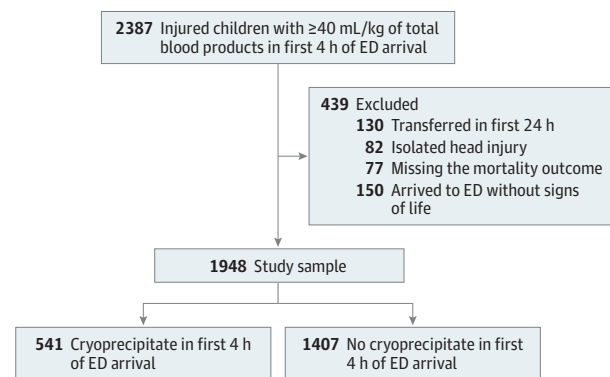 2387 Injured children with ≥40 mL/kg of total
blood products in first 4 h of ED arrival
439 Excluded
130 Transferred in first 24 h
82 Isolated head injury
77 Missing the mortality outcome
150 Arrived to ED without signs
of life
1948 Study sample
541 Cryoprecipitate in first 4 h
of ED arrival
1407 No cryoprecipitate in first
4 h of ED arrival